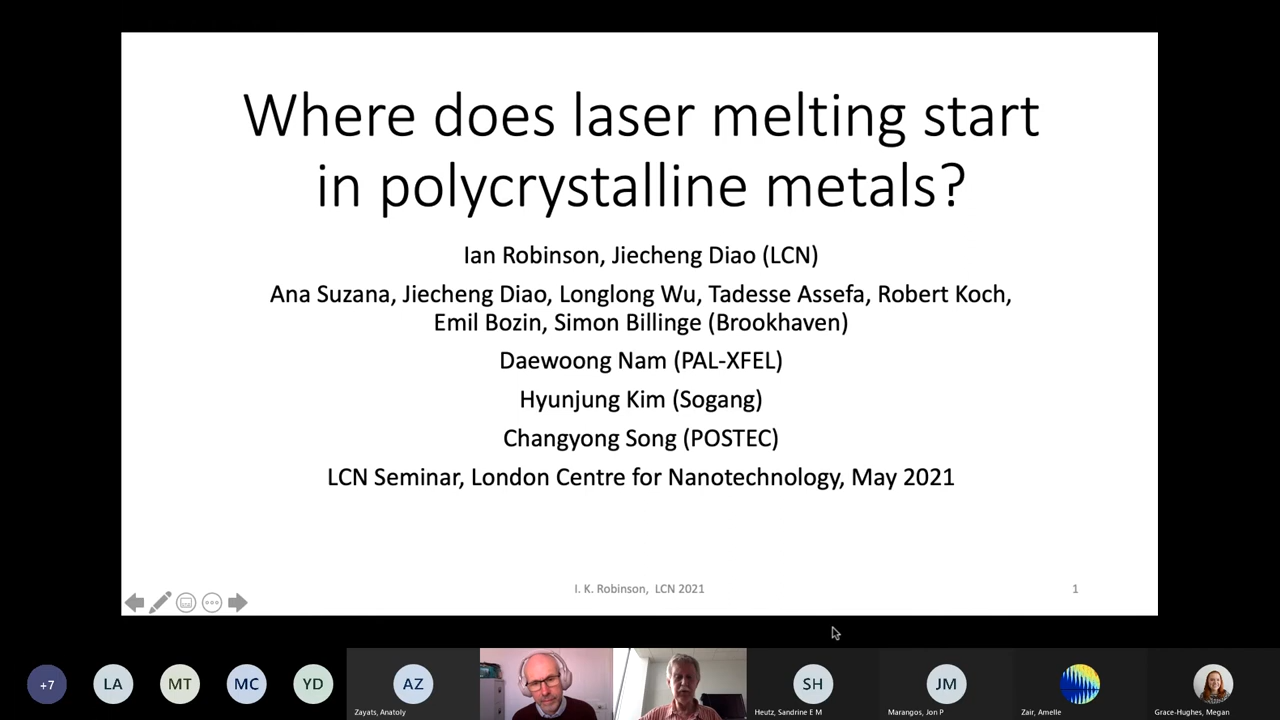 Where does laser melting start
in polycrystalline metals?
Ian Robinson, Jiecheng Diao (LCN)
Ana Suzana, Jiecheng Diao, Longlong Wu, Tadesse Assefa, Robert Koch,
Emil Bozin, Simon Billinge (Brookhaven)
Daewoong Nam (PAL-XFEL)
Hyunjung Kim (Sogang)
Changyong Song (POSTEC)
LCN Seminar, London Centre for Nanotechnology, May 2021
I. K. Robinson, LCN 2021
1
+7
LA
MT
MC
YD
AZ
SH
JM
Zayats, Anatoly
Heutz, Sandrine E M
Marangos, Jon P
Zair, Amelle
Grace-Hughes, Megan